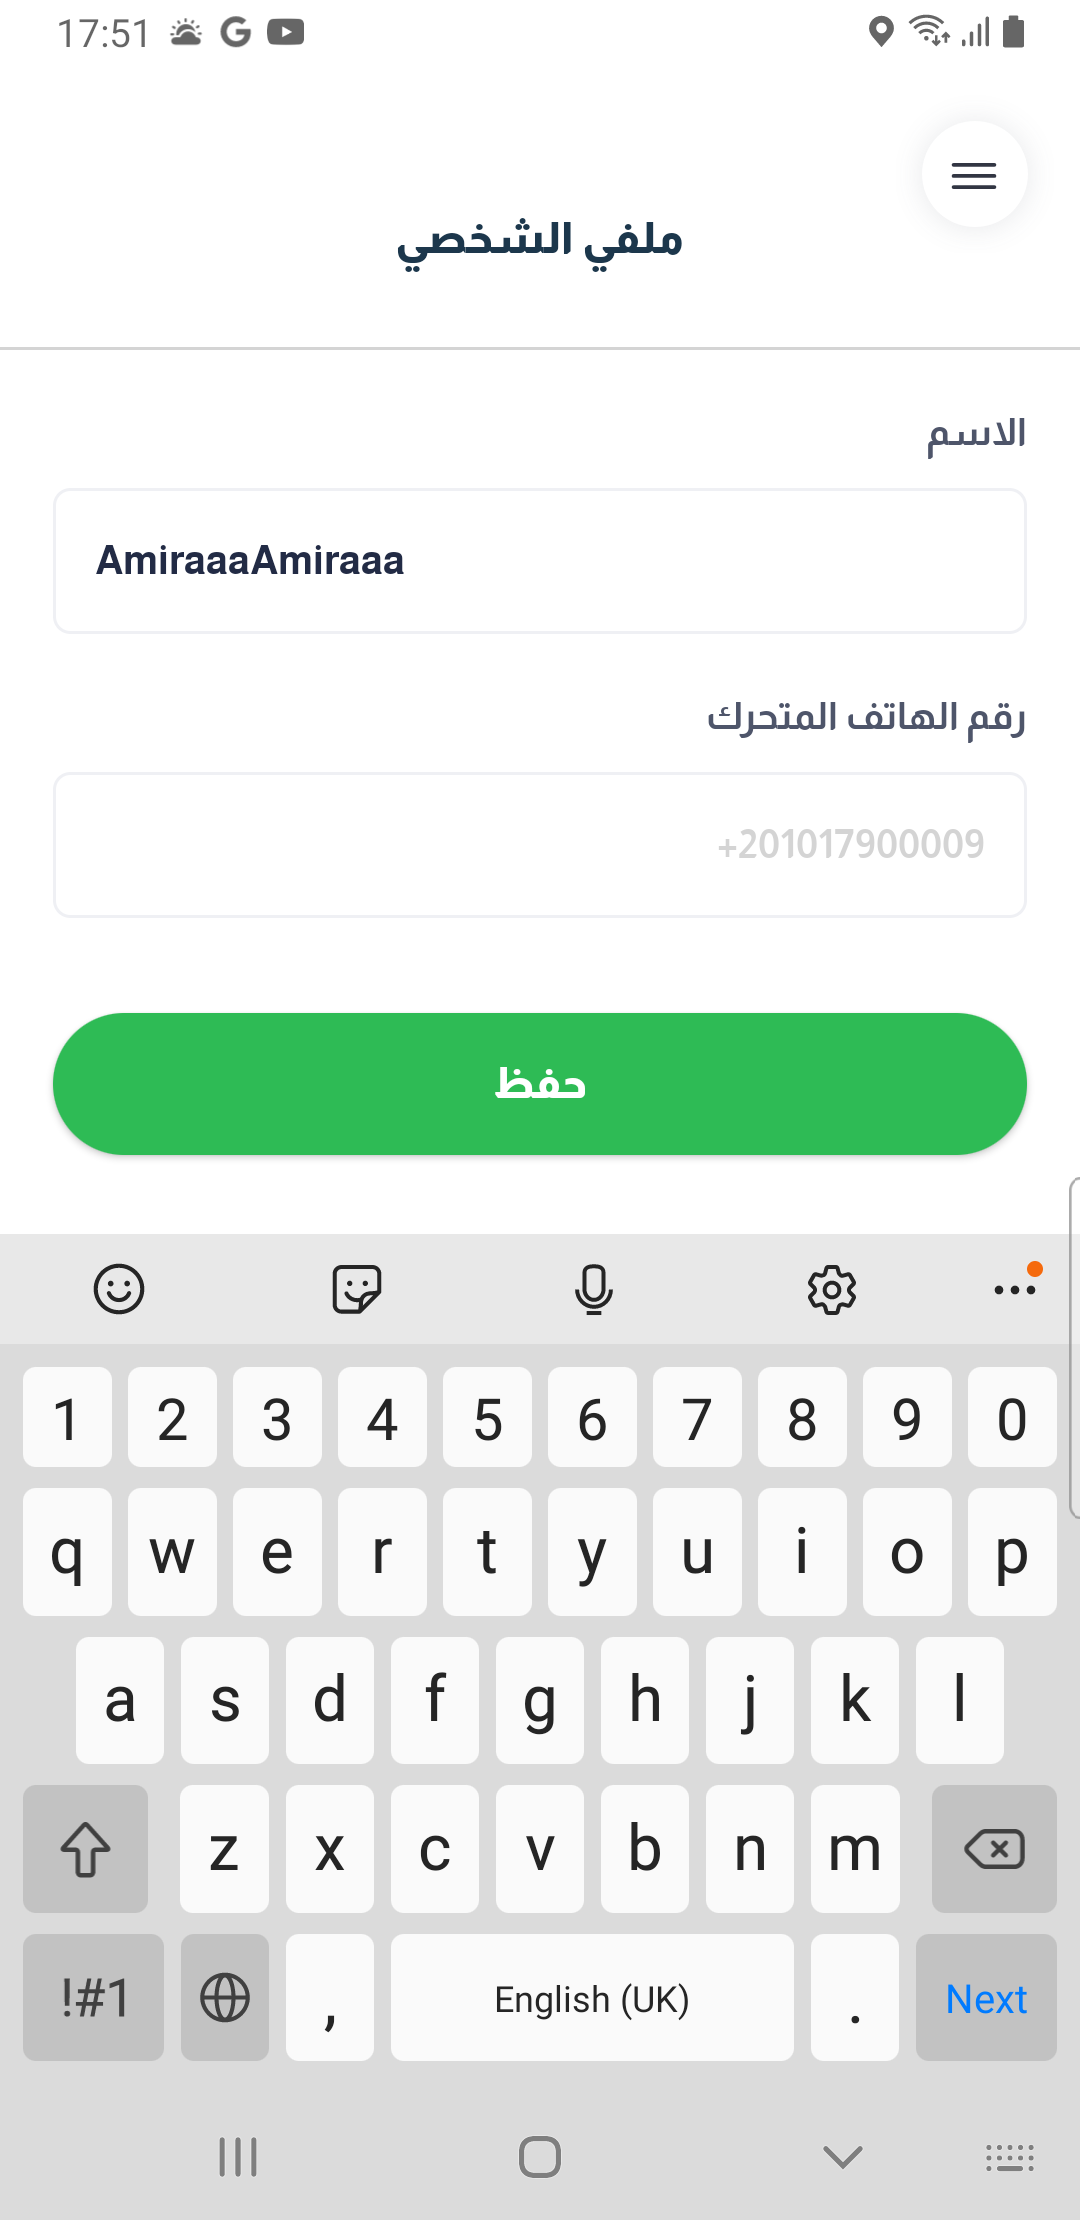 17:51
ملفي الشخصي
الاسم
AmiraaaAmiraaa
رقم الهاتف المتحرك
+201017900009
حفظ
1 2 3 4 5 6 7 8 9 0
q w e r t y u i o p
a s d f g h j k l
z x c v b n m
!#1 , English (UK) . Next